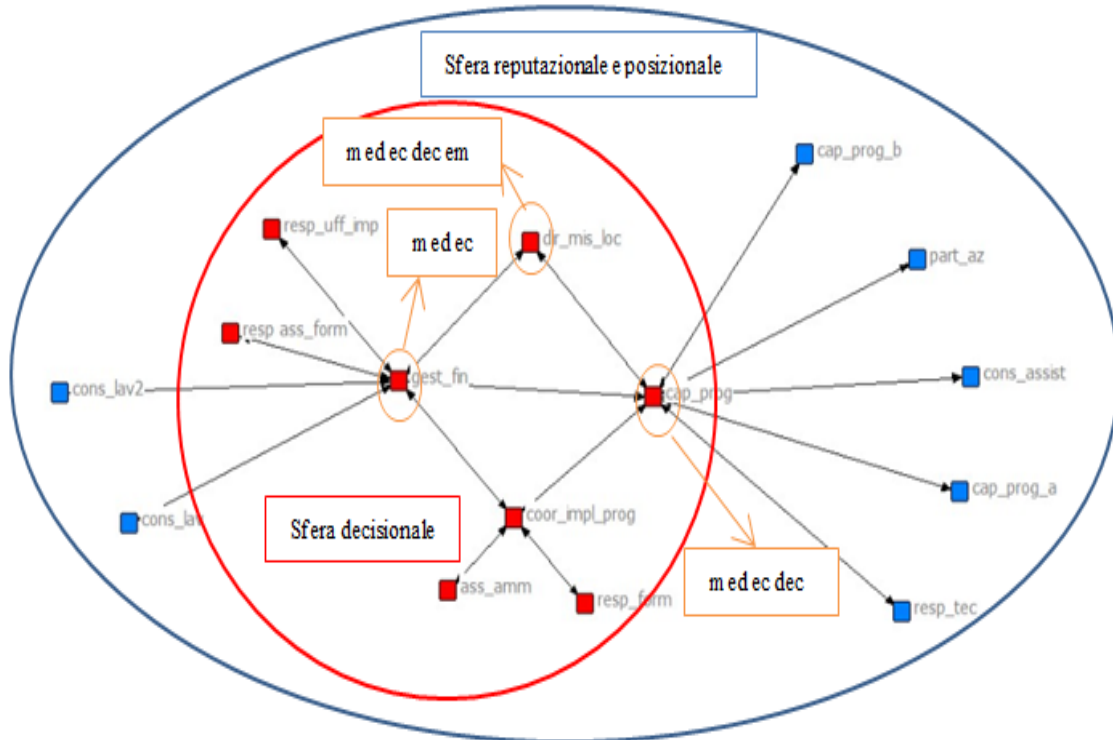 Sfera reputazionale e posizionale
m ed ec dec em
cap_prog_b
resp_uff_imp
m ed ec
dir_mis_loc
part_az
resp ass_form
gest_fin
cons_assist
cons_lav2
cap_prog
cap_prog_a
cons_lav
Sfera decisionale
coor_impl_prog
m ed ec dec
ass_amm
resp_form
resp_tec